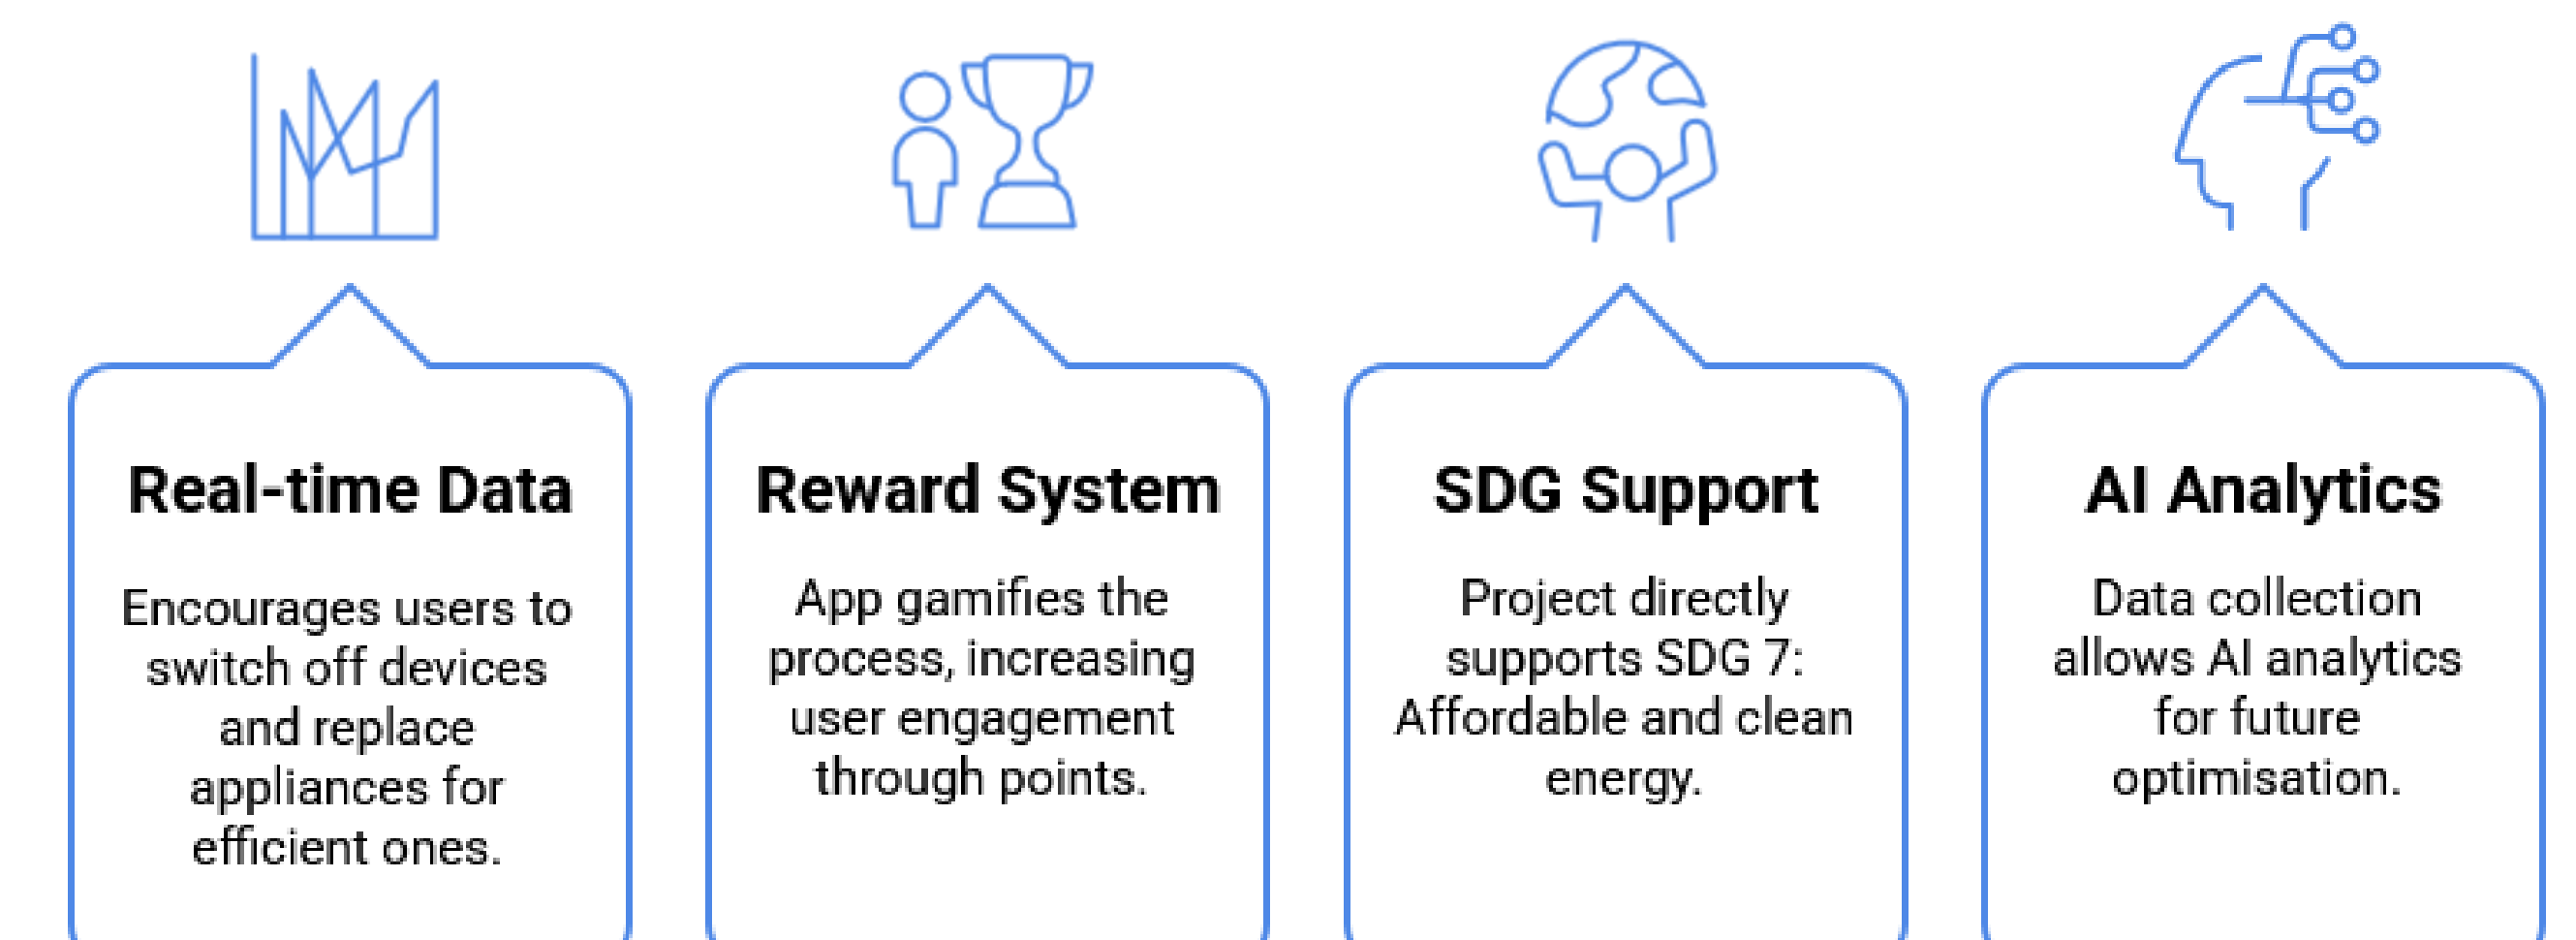 Real-time Data
Encourages users to
switch off devices
and replace
appliances for
efficient ones.
Reward System
App gamifies the
process, increasing
user engagement
through points.
SDG Support
Project directly
supports SDG 7:
Affordable and clean
energy.
AI Analytics
Data collection
allows AI analytics
for future
optimisation.